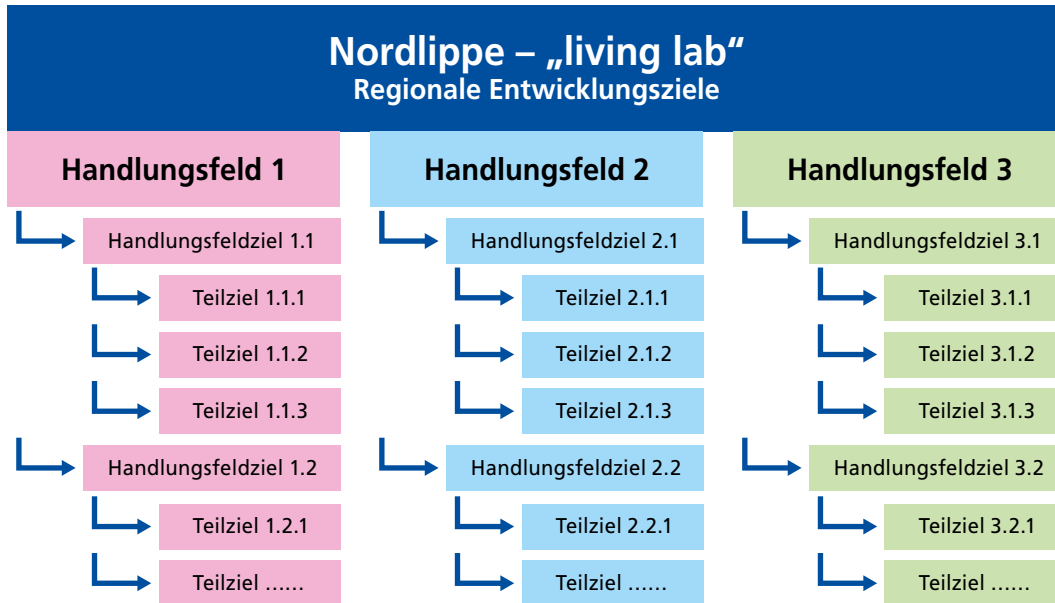 Nordlippe – „living lab“
Regionale Entwicklungsziele
Handlungsfeld 1
Handlungsfeldziel 1.1
Teilziel 1.1.1
Teilziel 1.1.2
Teilziel 1.1.3
Handlungsfeldziel 1.2
Teilziel 1.2.1
Teilziel ......
Handlungsfeld 2
Handlungsfeldziel 2.1
Teilziel 2.1.1
Teilziel 2.1.2
Teilziel 2.1.3
Handlungsfeldziel 2.2
Teilziel 2.2.1
Teilziel ......
Handlungsfeld 3
Handlungsfeldziel 3.1
Teilziel 3.1.1
Teilziel 3.1.2
Teilziel 3.1.3
Handlungsfeldziel 3.2
Teilziel 3.2.1
Teilziel ......